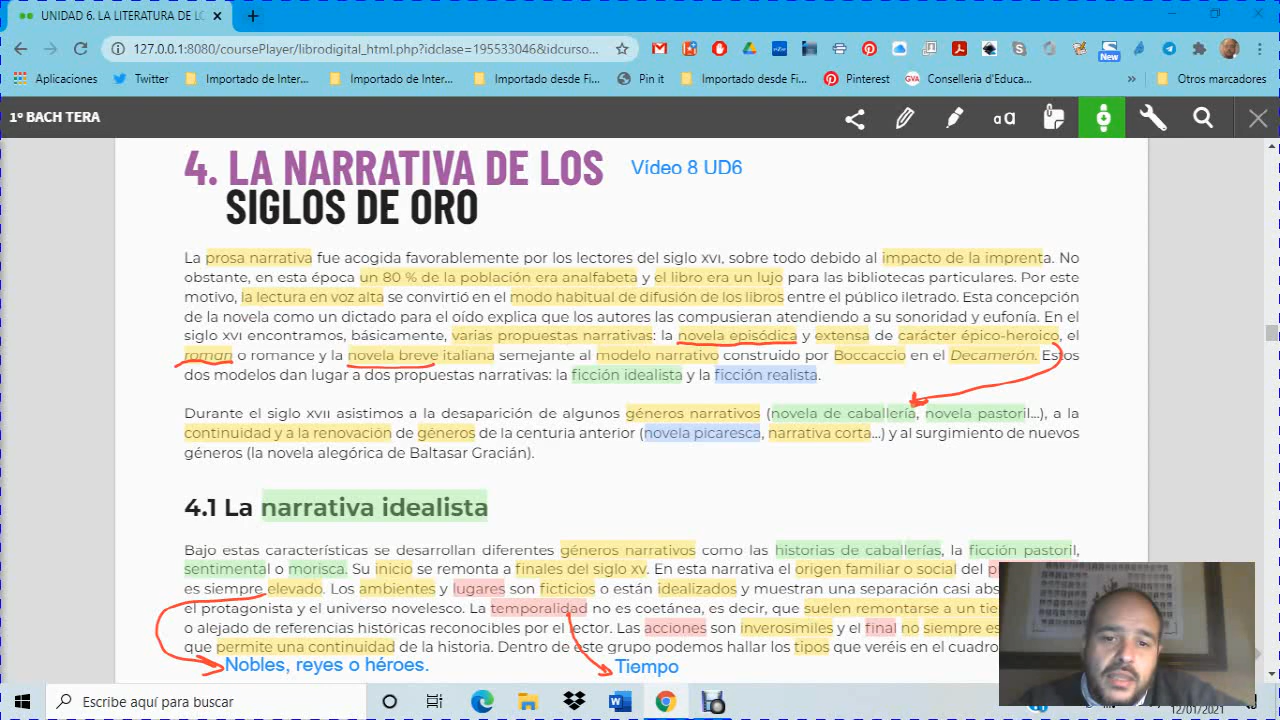 UNIDAD 6. LA LITERATURA DE LO
127.0.0.1:8080/coursePlayer/librodigital_html.php?idclase=195533046&idcurso...
New
Aplicaciones
Twitter
Importado de Inter...
Importado de Inter...
Importado desde Fi...
Pin it
Importado desde Fi...
Pinterest
GVA
Conselleria d'Educa...
»
Otros marcadores
1º BACH TERA
aa
4. LA NARRATIVA DE LOS
Vídeo 8 UD6
SIGLOS DE ORO
La prosa narrativa fue acogida favorablemente por los lectores del siglo XVI, sobre todo debido al impacto de la imprenta. No
obstante, en esta época un 80 % de la población era analfabeta y el libro era un lujo para las bibliotecas particulares. Por este
motivo, la lectura en voz alta se convirtió en el modo habitual de difusión de los libros entre el público iletrado. Esta concepción
de la novela como un dictado para el oído explica que los autores las compusieran atendiendo a su sonoridad y eufonía. En el
siglo XVI encontramos, básicamente, varias propuestas narrativas: la novela episódica y extensa de carácter épico-heroico, el
roman o romance y la novela breve italiana semejante al modelo narrativo construido por Boccaccio en el Decamerón. Estos
dos modelos dan lugar a dos propuestas narrativas: la ficción idealista y la ficción realista.
Durante el siglo XVII asistimos a la desaparición de algunos géneros narrativos (novela de caballería, novela pastoril...), a la
continuidad y a la renovación de géneros de la centuria anterior (novela picaresca, narrativa corta...) y al surgimiento de nuevos
géneros (la novela alegórica de Baltasar Gracián).
4.1 La narrativa idealista
Bajo estas características se desarrollan diferentes géneros narrativos como las historias de caballerías, la ficción pastoril,
sentimental o morisca. Su inicio se remonta a finales del siglo XV. En esta narrativa el origen familiar o social del p
es siempre elevado. Los ambientes y lugares son ficticios o están idealizados y muestran una separación casi abs
el protagonista y el universo novelesco. La temporalidad no es coetánea, es decir, que suelen remontarse a un tie
o alejado de referencias históricas reconocibles por el lector. Las acciones son inverosímiles y el final no siempre es
que permite una continuidad de la historia. Dentro de este grupo podemos hallar los tipos que veréis en el cuadro
Nobles, reyes o héroes.
Tiempo
Escribe aquí para buscar
12/01/2021